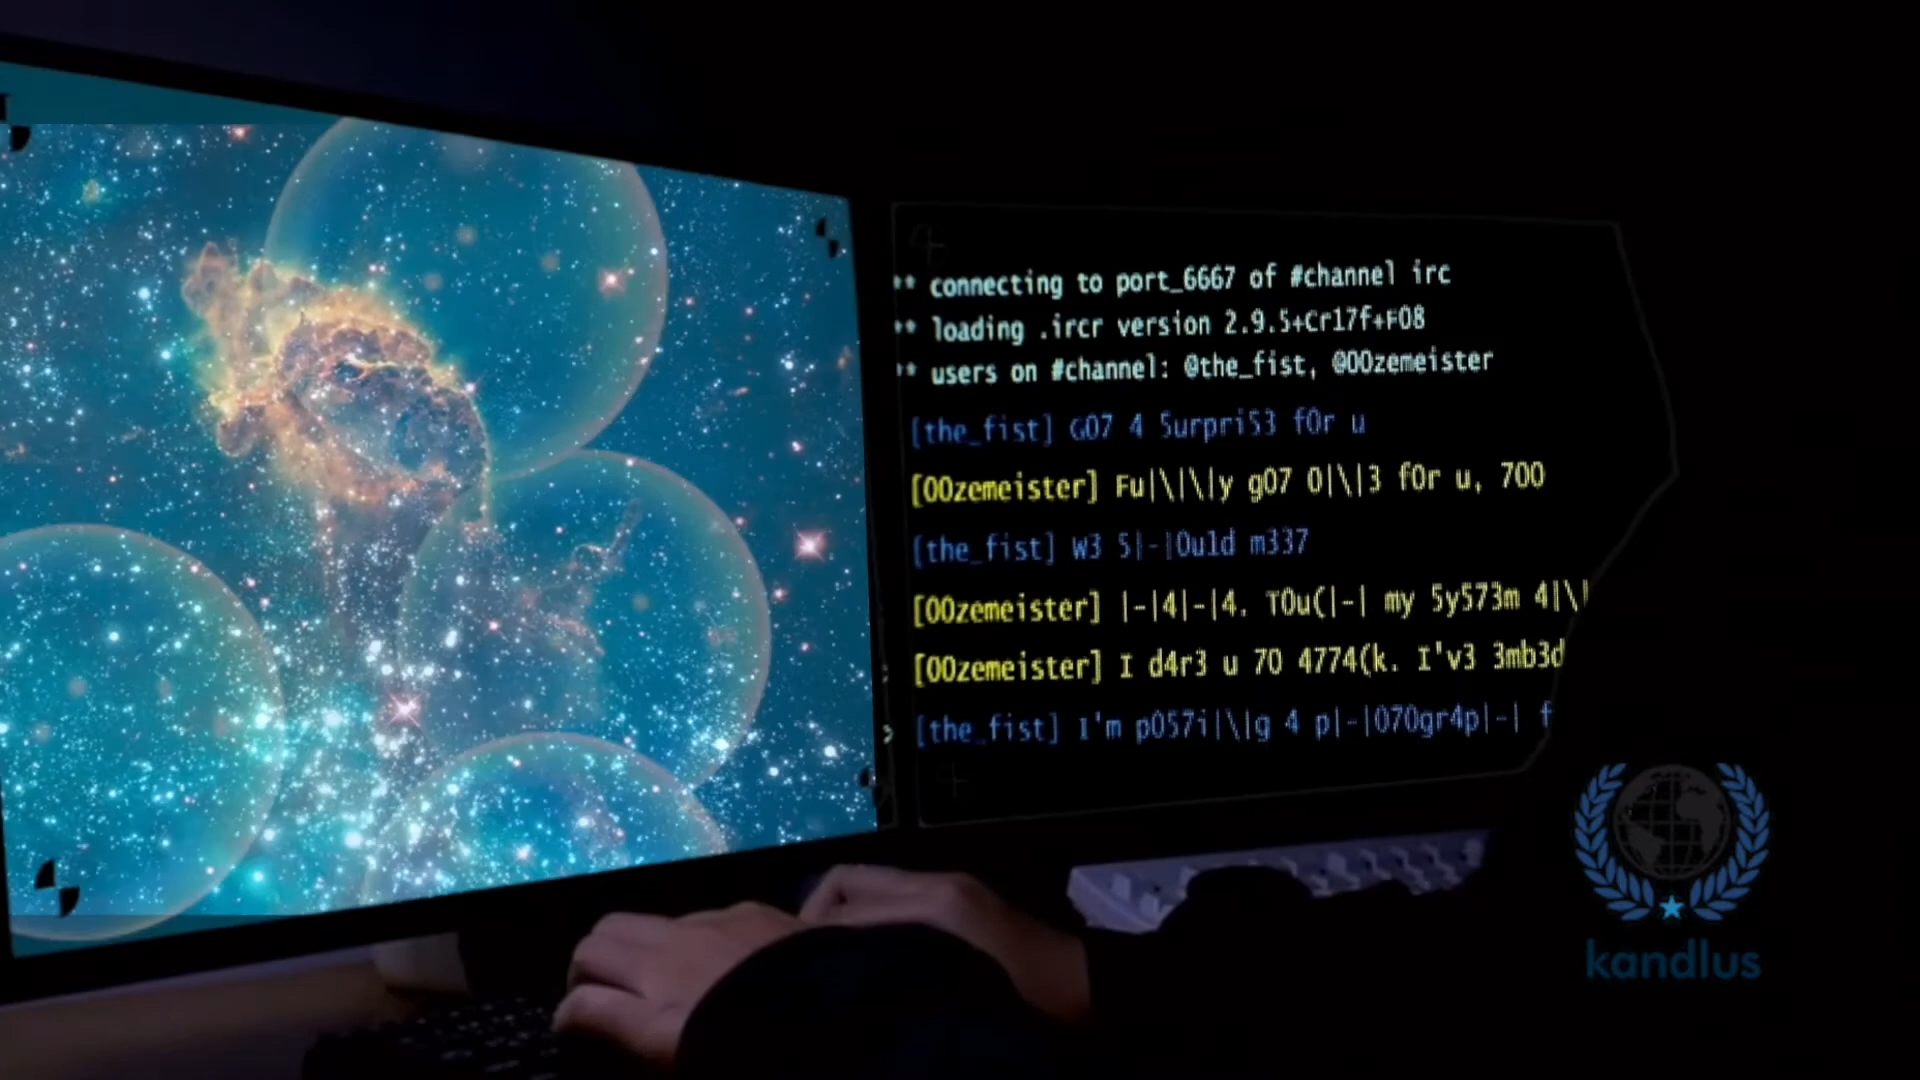 ** connecting to port_6667 of #channel irc
** loading .ircr version 2.9.5+Cr17f+F08
** users on #channel: @the_fist, @00zemeister
[the_fist] G07 4 5urpri53 f0r u
[00zemeister] Fu|\|\|y g07 0|\|3 f0r u, 700
[the_fist] W3 5|-|0uld m337
[00zemeister] |-|4|-|4. T0u(|-| my 5y573m 4|\|
[00zemeister] I d4r3 u 70 4774(k. I'v3 3mb3d
[the_fist] I'm p057i|\|g 4 p|-|070gr4p|-| f
kandlus